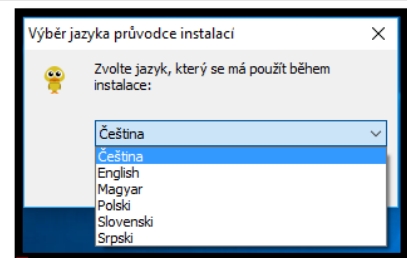 Výběr jazyka průvodce instalací
Zvolte jazyk, který se má použít během
instalace:
Čeština
Čeština
English
Magyar
Polski
Slovenski
Srpski